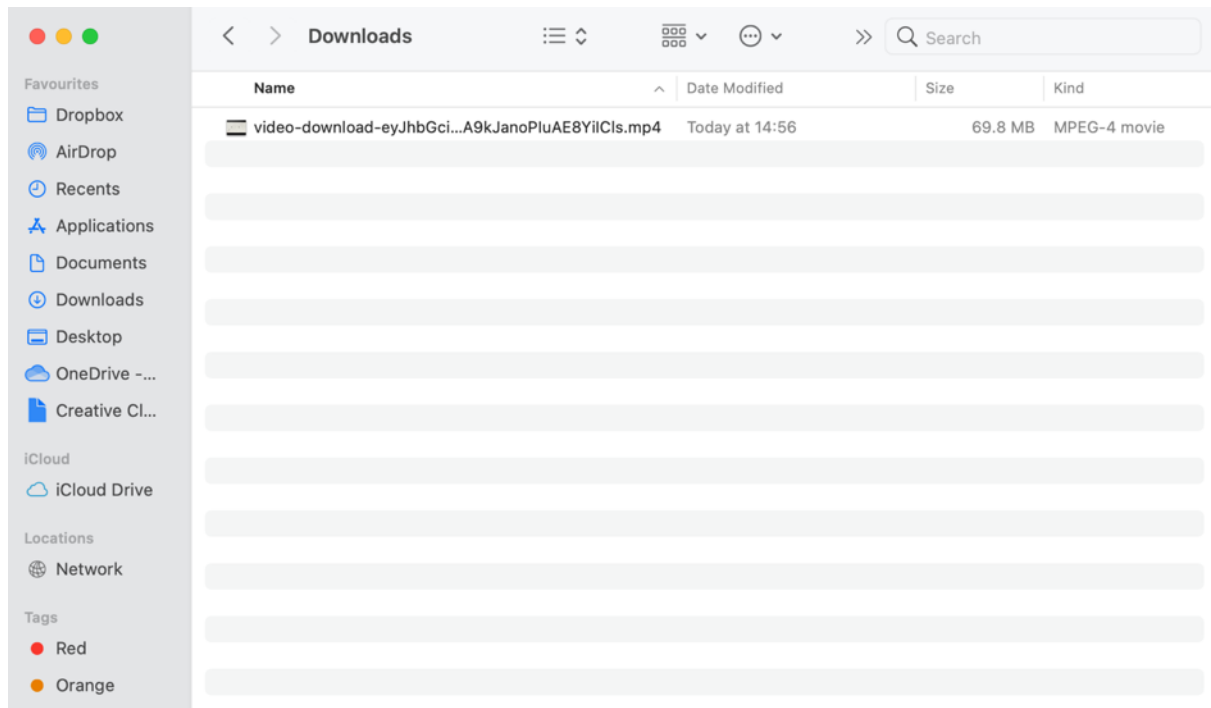 Downloads
Search
Favourites
Dropbox
AirDrop
Recents
Applications
Documents
Downloads
Desktop
OneDrive -...
Creative Cl...
iCloud
iCloud Drive
Locations
Network
Tags
Red
Orange
Name Date Modified Size Kind
video-download-eyJhbGci...A9kJanoPluAE8YiICls.mp4 Today at 14:56 69.8 MB MPEG-4 movie